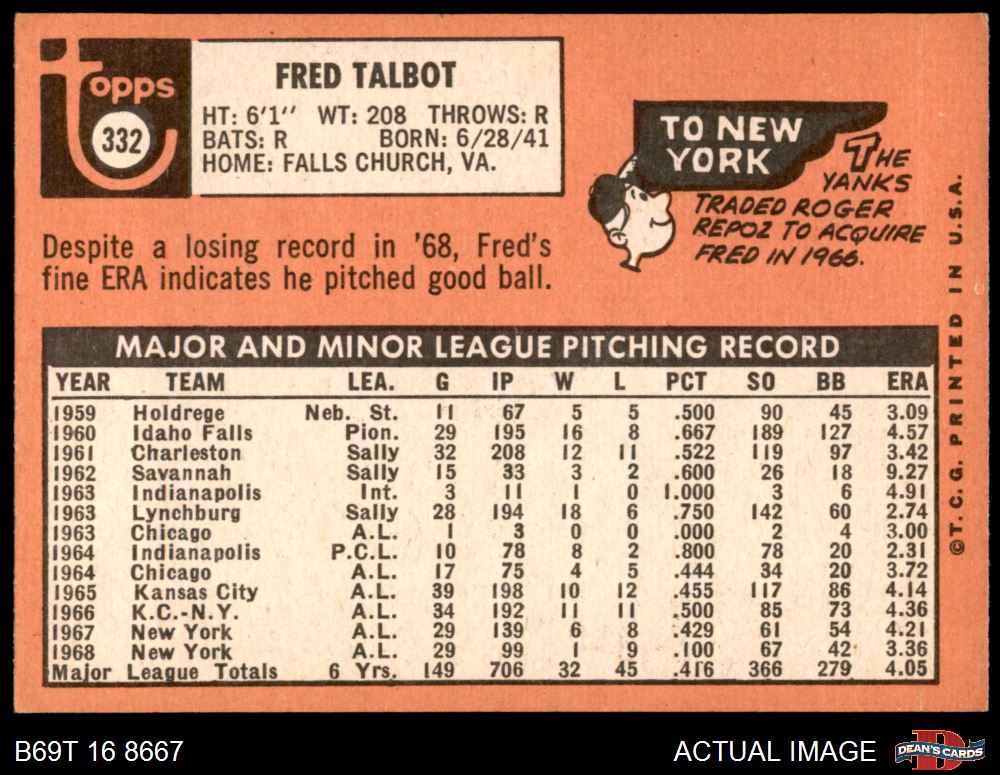 Topps
332
FRED TALBOT
HT: 6'1" WT: 208 THROWS: R
BATS: R BORN: 6/28/41
HOME: FALLS CHURCH, VA.
TO NEW
YORK
THE
YANKS
TRADED ROGER
REPOZ TO ACQUIRE
FRED IN 1966.
Despite a losing record in '68, Fred's
fine ERA indicates he pitched good ball.
MAJOR AND MINOR LEAGUE PITCHING RECORD
YEAR TEAM LEA. G IP W L PCT SO BB ERA
1959 Holdrege Neb. St. 11 67 5 5 .500 90 45 3.09
1960 Idaho Falls Pion. 29 195 16 8 .667 189 127 4.57
1961 Charleston Sally 32 208 12 11 .522 119 97 3.42
1962 Savannah Sally 15 33 3 2 .600 26 18 9.27
1963 Indianapolis Int. 3 11 1 0 1.000 3 6 4.91
1963 Lynchburg Sally 28 194 18 6 .750 142 60 2.74
1963 Chicago A.L. 1 3 0 0 .000 2 4 3.00
1964 Indianapolis P.C.L. 10 78 8 2 .800 78 20 2.31
1964 Chicago A.L. 17 75 4 5 .444 34 20 3.72
1965 Kansas City A.L. 39 198 10 12 .455 117 86 4.14
1966 K.C.-N.Y. A.L. 34 192 11 11 .500 85 73 4.36
1967 New York A.L. 29 139 6 8 .429 61 54 4.21
1968 New York A.L. 29 99 1 9 .100 67 42 3.36
Major League Totals 6 Yrs. 149 706 32 45 .416 366 279 4.05
©T.C.G. PRINTED IN U.S.A.
B69T 16 8667
ACTUAL IMAGE
D
DEAN'S CARDS